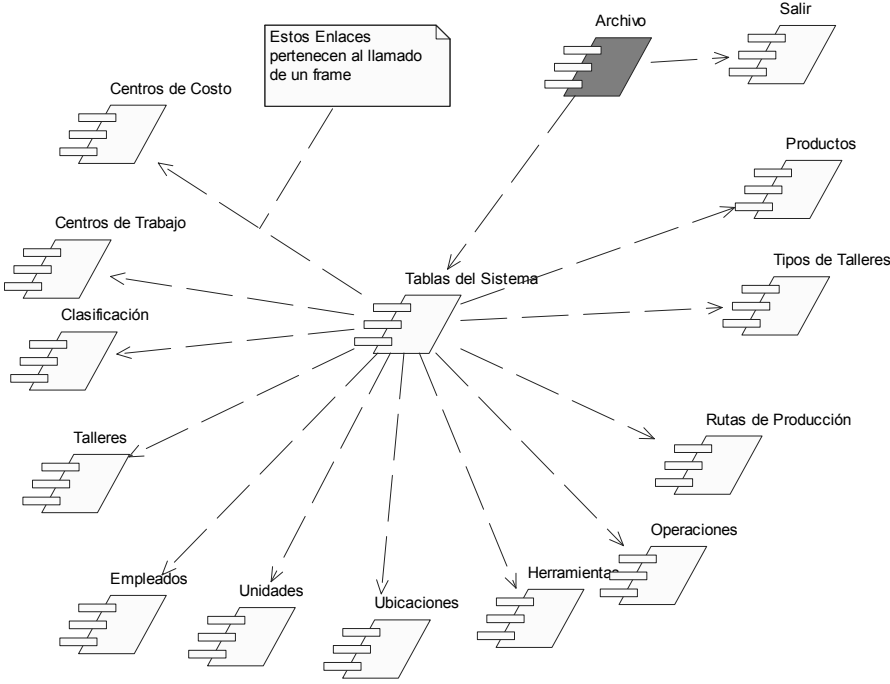 Archivo
Salir
Estos Enlaces
pertenecen al llamado
de un frame
Centros de Costo
Productos
Centros de Trabajo
Tablas del Sistema
Tipos de Talleres
Clasificación
Rutas de Producción
Talleres
Operaciones
Herramientas
Empleados
Unidades
Ubicaciones